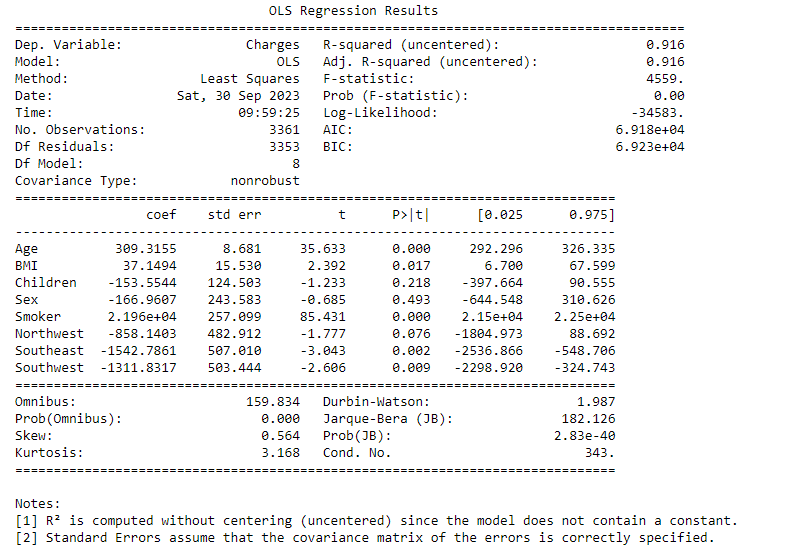 OLS Regression Results
=======================================================================================
Dep. Variable: Charges R-squared (uncentered): 0.916
Model: OLS Adj. R-squared (uncentered): 0.916
Method: Least Squares F-statistic: 4559.
Date: Sat, 30 Sep 2023 Prob (F-statistic): 0.00
Time: 09:59:25 Log-Likelihood: -34583.
No. Observations: 3361 AIC: 6.918e+04
Df Residuals: 3353 BIC: 6.923e+04
Df Model: 8
Covariance Type: nonrobust
==============================================================================
coef std err t P>|t| [0.025 0.975]
------------------------------------------------------------------------------
Age 309.3155 8.681 35.633 0.000 292.296 326.335
BMI 37.1494 15.530 2.392 0.017 6.700 67.599
Children -153.5544 124.503 -1.233 0.218 -397.664 90.555
Sex -166.9607 243.583 -0.685 0.493 -644.548 310.626
Smoker 2.196e+04 257.099 85.431 0.000 2.15e+04 2.25e+04
Northwest -858.1403 482.912 -1.777 0.076 -1804.973 88.692
Southeast -1542.7861 507.010 -3.043 0.002 -2536.866 -548.706
Southwest -1311.8317 503.444 -2.606 0.009 -2298.920 -324.743
==============================================================================
Omnibus: 159.834 Durbin-Watson: 1.987
Prob(Omnibus): 0.000 Jarque-Bera (JB): 182.126
Skew: 0.564 Prob(JB): 2.83e-40
Kurtosis: 3.168 Cond. No. 343.
==============================================================================
Notes:
[1] R² is computed without centering (uncentered) since the model does not contain a constant.
[2] Standard Errors assume that the covariance matrix of the errors is correctly specified.